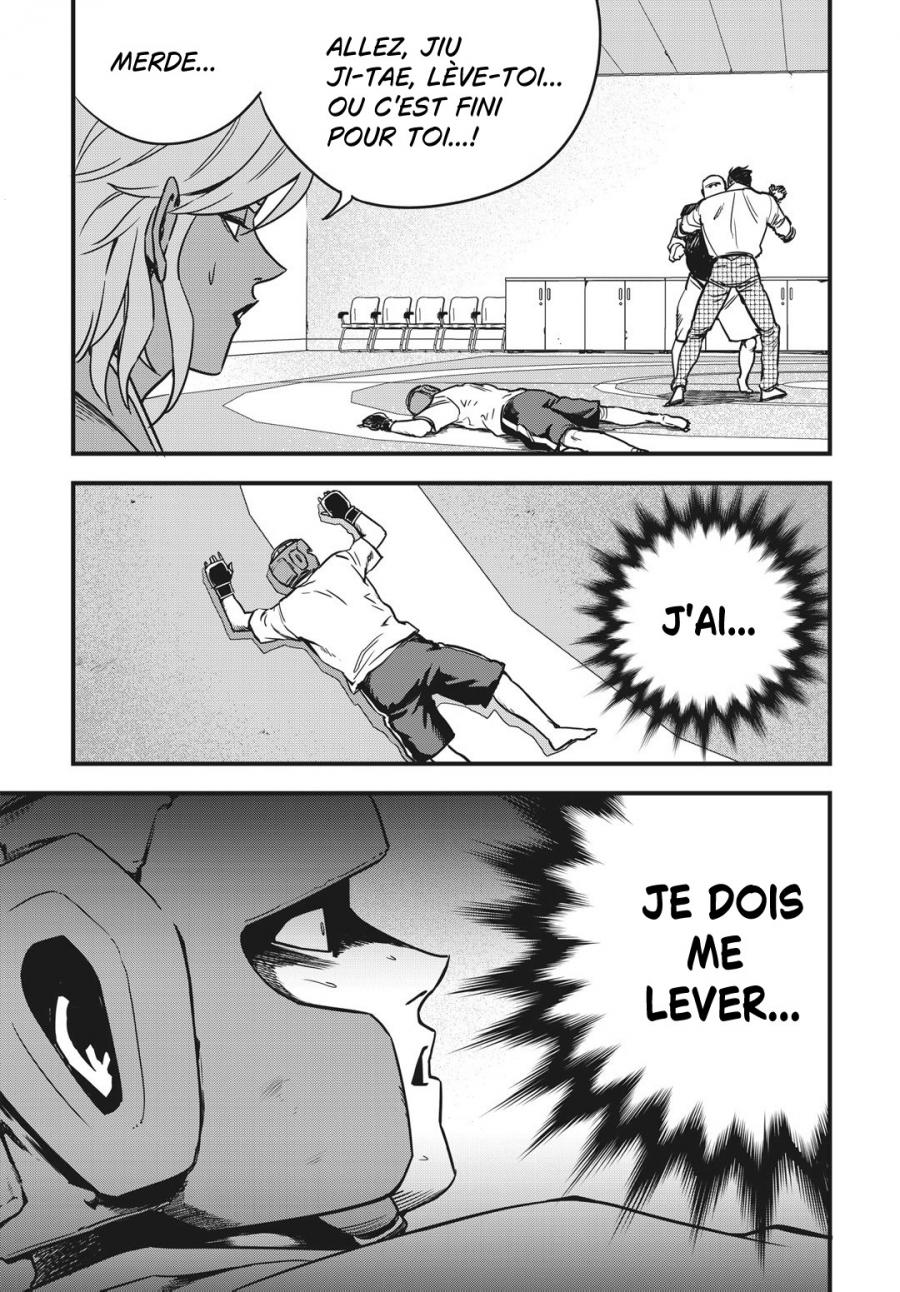 MERDE...
ALLEZ, JIU
JI-TAE, LÈVE-TOI...
OU C'EST FINI
POUR TOI...!
J'AI...
JE DOIS
ME
LEVER...